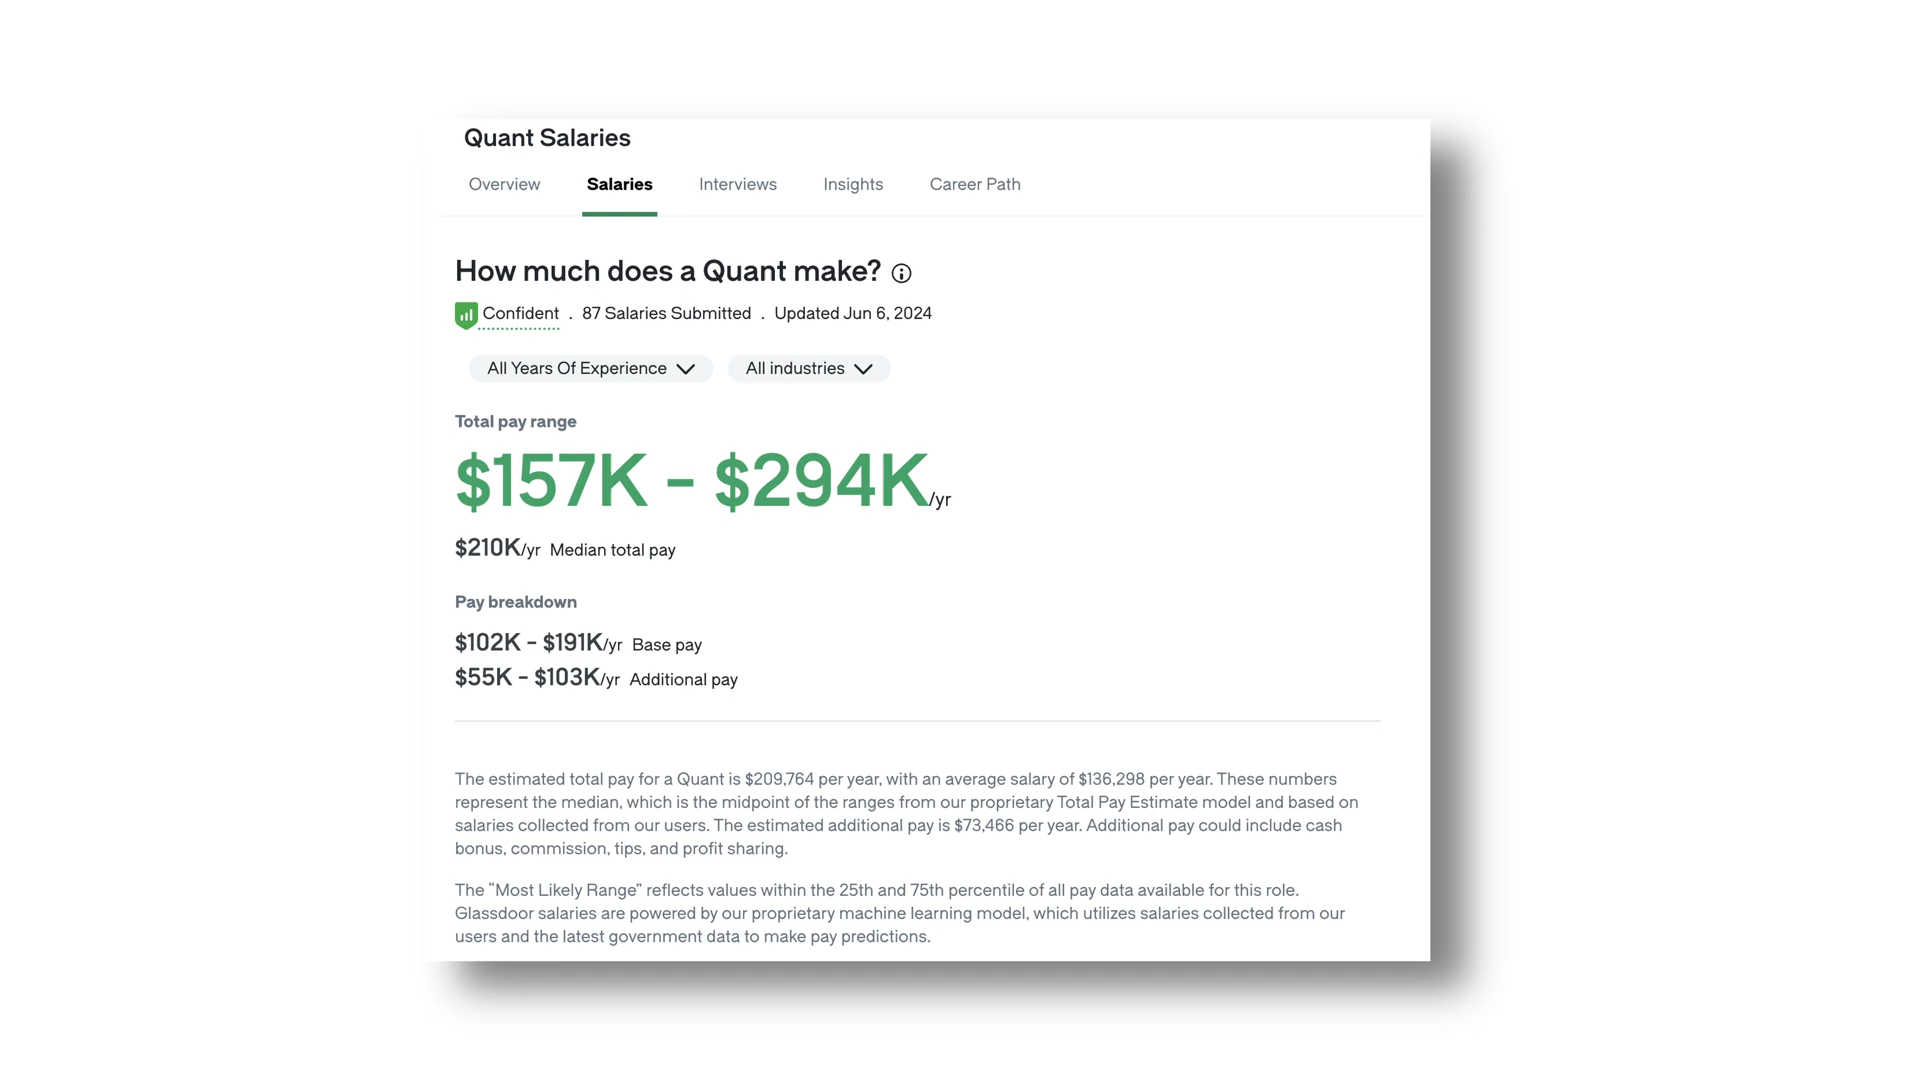 Quant Salaries
Overview Salaries Interviews Insights Career Path
How much does a Quant make?
Confident . 87 Salaries Submitted . Updated Jun 6, 2024
All Years Of Experience All industries
Total pay range
$157K - $294K/yr
$210K/yr Median total pay
Pay breakdown
$102K - $191K/yr Base pay
$55K - $103K/yr Additional pay
The estimated total pay for a Quant is $209,764 per year, with an average salary of $136,298 per year. These numbers
represent the median, which is the midpoint of the ranges from our proprietary Total Pay Estimate model and based on
salaries collected from our users. The estimated additional pay is $73,466 per year. Additional pay could include cash
bonus, commission, tips, and profit sharing.
The “Most Likely Range” reflects values within the 25th and 75th percentile of all pay data available for this role.
Glassdoor salaries are powered by our proprietary machine learning model, which utilizes salaries collected from our
users and the latest government data to make pay predictions.